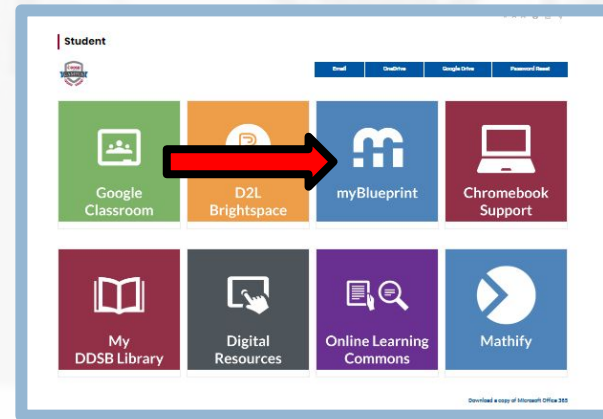 Student
Email OneDrive Google Drive Password Reset
Google
Classroom
D2L
Brightspace
myBlueprint
Chromebook
Support
My
DDSB Library
Digital
Resources
Online Learning
Commons
Mathify
Download a copy of Microsoft Office 365